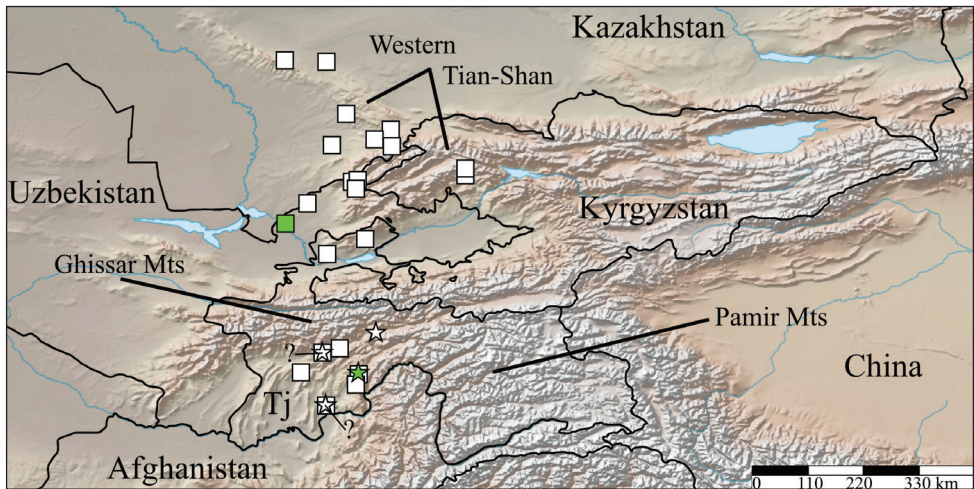 Kazakhstan
Western
Tian-Shan
Uzbekistan
Kyrgyzstan
Ghissar Mts
Pamir Mts
?
China
Tj
?
Afghanistan
0 110 220 330 km